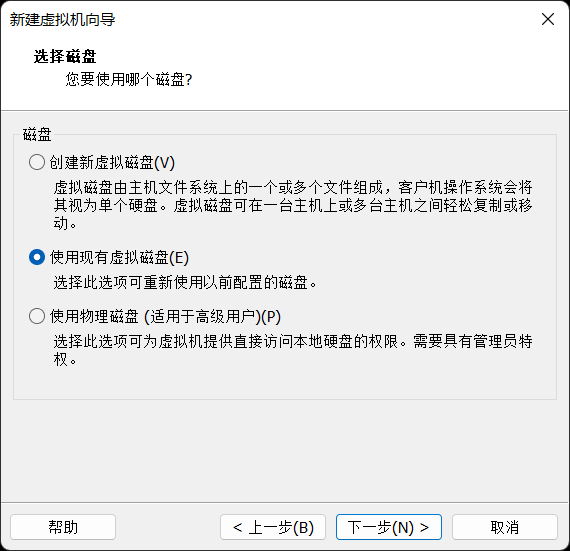 新建虚拟机向导
选择磁盘
您要使用哪个磁盘?
磁盘
创建新虚拟磁盘(V)
虚拟磁盘由主机文件系统上的一个或多个文件组成，客户机操作系统会将
其视为单个硬盘。虚拟磁盘可在一台主机上或多台主机之间轻松复制或移
动。
使用现有虚拟磁盘(E)
选择此选项可重新使用以前配置的磁盘。
使用物理磁盘 (适用于高级用户)(P)
选择此选项可为虚拟机提供直接访问本地硬盘的权限。需要具有管理员特
权。
帮助
< 上一步(B)
下一步(N) >
取消